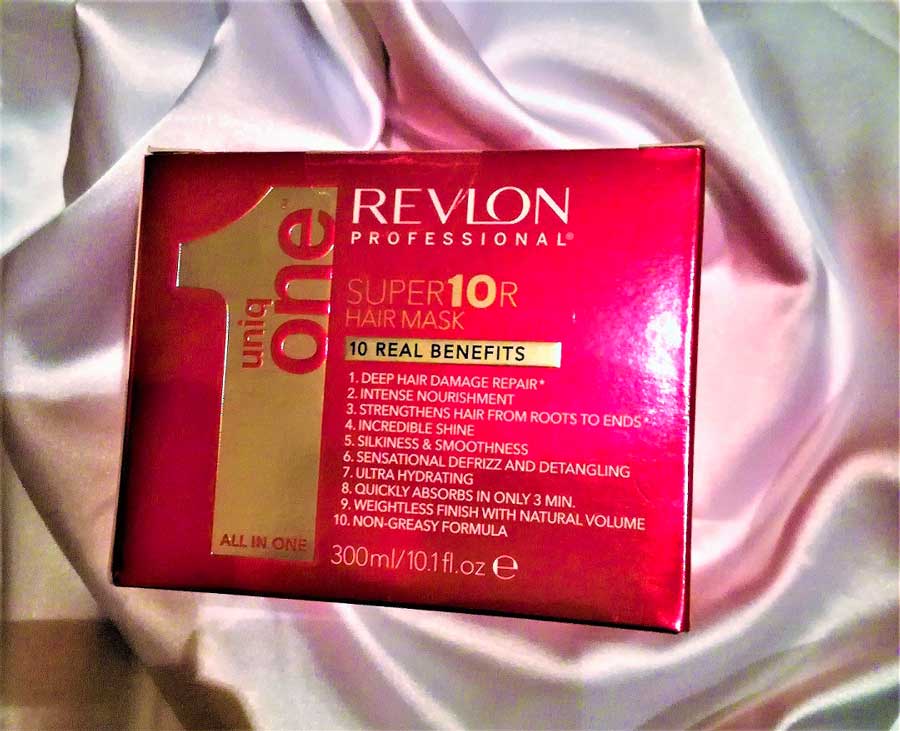 uniq
one
ALL IN ONE
REVLON
PROFESSIONAL®
SUPER10R
HAIR MASK
10 REAL BENEFITS
1. DEEP HAIR DAMAGE REPAIR*
2. INTENSE NOURISHMENT
3. STRENGTHENS HAIR FROM ROOTS TO ENDS*
4. INCREDIBLE SHINE
5. SILKINESS & SMOOTHNESS
6. SENSATIONAL DEFRIZZ AND DETANGLING
7. ULTRA HYDRATING
8. QUICKLY ABSORBS IN ONLY 3 MIN.
9. WEIGHTLESS FINISH WITH NATURAL VOLUME
10. NON-GREASY FORMULA
300ml/10.1fl.oz ℮